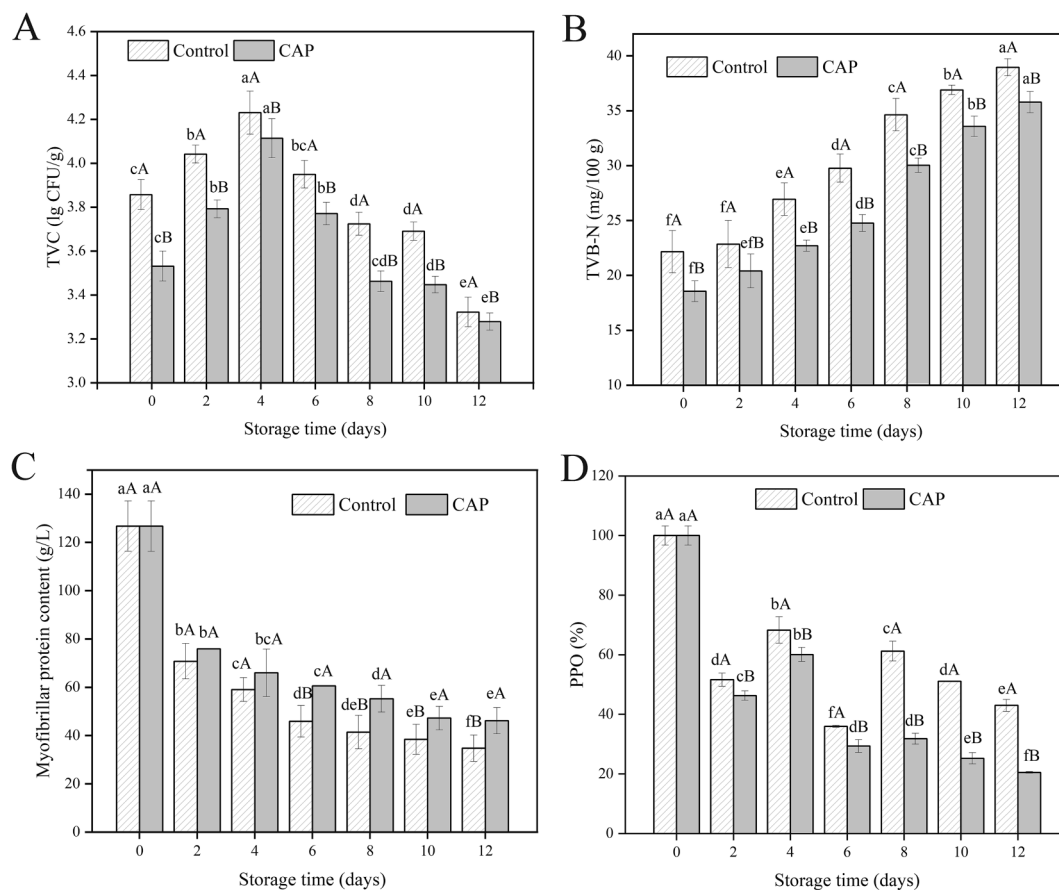 A
Control CAP
TVC (lg CFU/g)
4.6
4.4
4.2
4.0
3.8
3.6
3.4
3.2
3.0
cA cB bA bB aA aB bcA bB dA cdB dA dB eA eB
0 2 4 6 8 10 12
Storage time (days)
B
Control CAP
TVB-N (mg/100 g)
40
35
30
25
20
15
10
fA fB fA efB eA eB dA dB cA cB bA bB aA aB
0 2 4 6 8 10 12
Storage time (days)
C
Control CAP
Myofibrillar protein content (g/L)
140
120
100
80
60
40
20
0
aA aA bA bA cA bcA dB cA deB dA eB eA fB eA
0 2 4 6 8 10 12
Storage time (days)
D
Control CAP
PPO (%)
120
100
80
60
40
20
0
aA aA dA cB bA bB fA dB cA dB dA eB eA fB
0 2 4 6 8 10 12
Storage time (days)